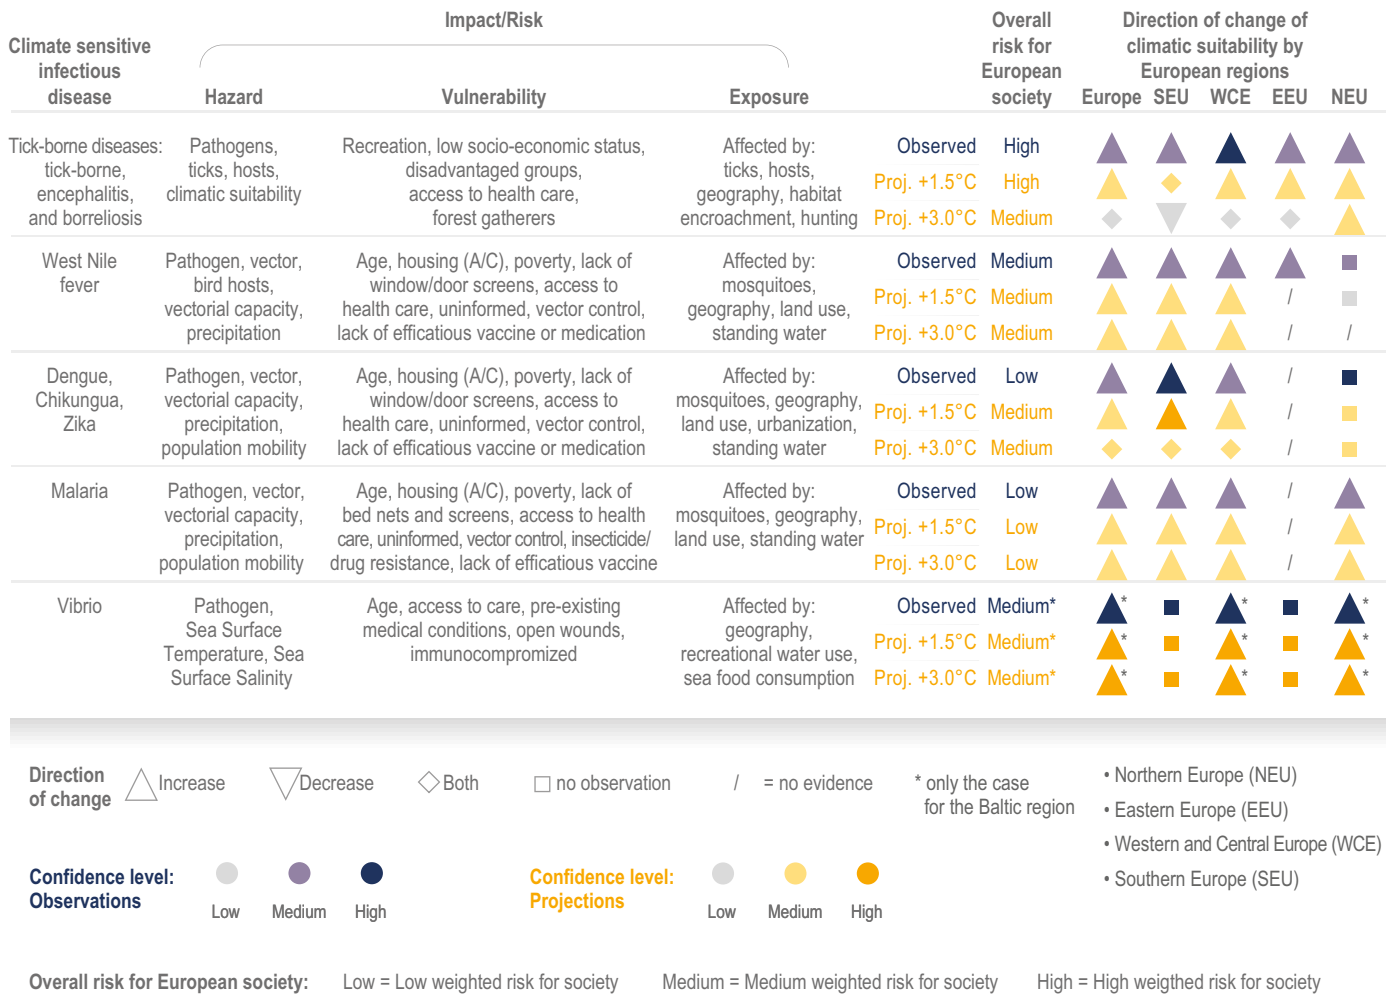 Impact/Risk
Overall
risk for
European
society
Direction of change of
climatic suitability by
European regions
Climate sensitive
infectious
disease
Hazard
Vulnerability
Exposure
Europe SEU WCE EEU NEU
Tick-borne diseases:
tick-borne,
encephalitis,
and borreliosis
Pathogens,
ticks, hosts,
climatic suitability
Recreation, low socio-economic status,
disadvantaged groups,
access to health care,
forest gatherers
Affected by:
ticks, hosts,
geography, habitat
encroachment, hunting
Observed High
Proj. +1.5°C High
Proj. +3.0°C Medium
West Nile
fever
Pathogen, vector,
bird hosts,
vectorial capacity,
precipitation
Age, housing (A/C), poverty, lack of
window/door screens, access to
health care, uninformed, vector control,
lack of efficatious vaccine or medication
Affected by:
mosquitoes,
geography, land use,
standing water
Observed Medium
Proj. +1.5°C Medium /
Proj. +3.0°C Medium / /
Dengue,
Chikungua,
Zika
Pathogen, vector,
vectorial capacity,
precipitation,
population mobility
Age, housing (A/C), poverty, lack of
window/door screens, access to
health care, uninformed, vector control,
lack of efficatious vaccine or medication
Affected by:
mosquitoes, geography,
land use, urbanization,
standing water
Observed Low /
Proj. +1.5°C Medium /
Proj. +3.0°C Medium /
Malaria
Pathogen, vector,
vectorial capacity,
precipitation,
population mobility
Age, housing (A/C), poverty, lack of
bed nets and screens, access to health
care, uninformed, vector control, insecticide/
drug resistance, lack of efficatious vaccine
Affected by:
mosquitoes, geography,
land use, standing water
Observed Low /
Proj. +1.5°C Low /
Proj. +3.0°C Low /
Vibrio
Pathogen,
Sea Surface
Temperature, Sea
Surface Salinity
Age, access to care, pre-existing
medical conditions, open wounds,
immunocompromized
Affected by:
geography,
recreational water use,
sea food consumption
Observed Medium* * * *
Proj. +1.5°C Medium* * * *
Proj. +3.0°C Medium* * * *
Direction
of change
Increase
Decrease
Both
no observation
/ = no evidence
* only the case
for the Baltic region
• Northern Europe (NEU)
• Eastern Europe (EEU)
• Western and Central Europe (WCE)
• Southern Europe (SEU)
Confidence level:
Observations
Low Medium High
Confidence level:
Projections
Low Medium High
Overall risk for European society: Low = Low weighted risk for society Medium = Medium weighted risk for society High = High weigthed risk for society